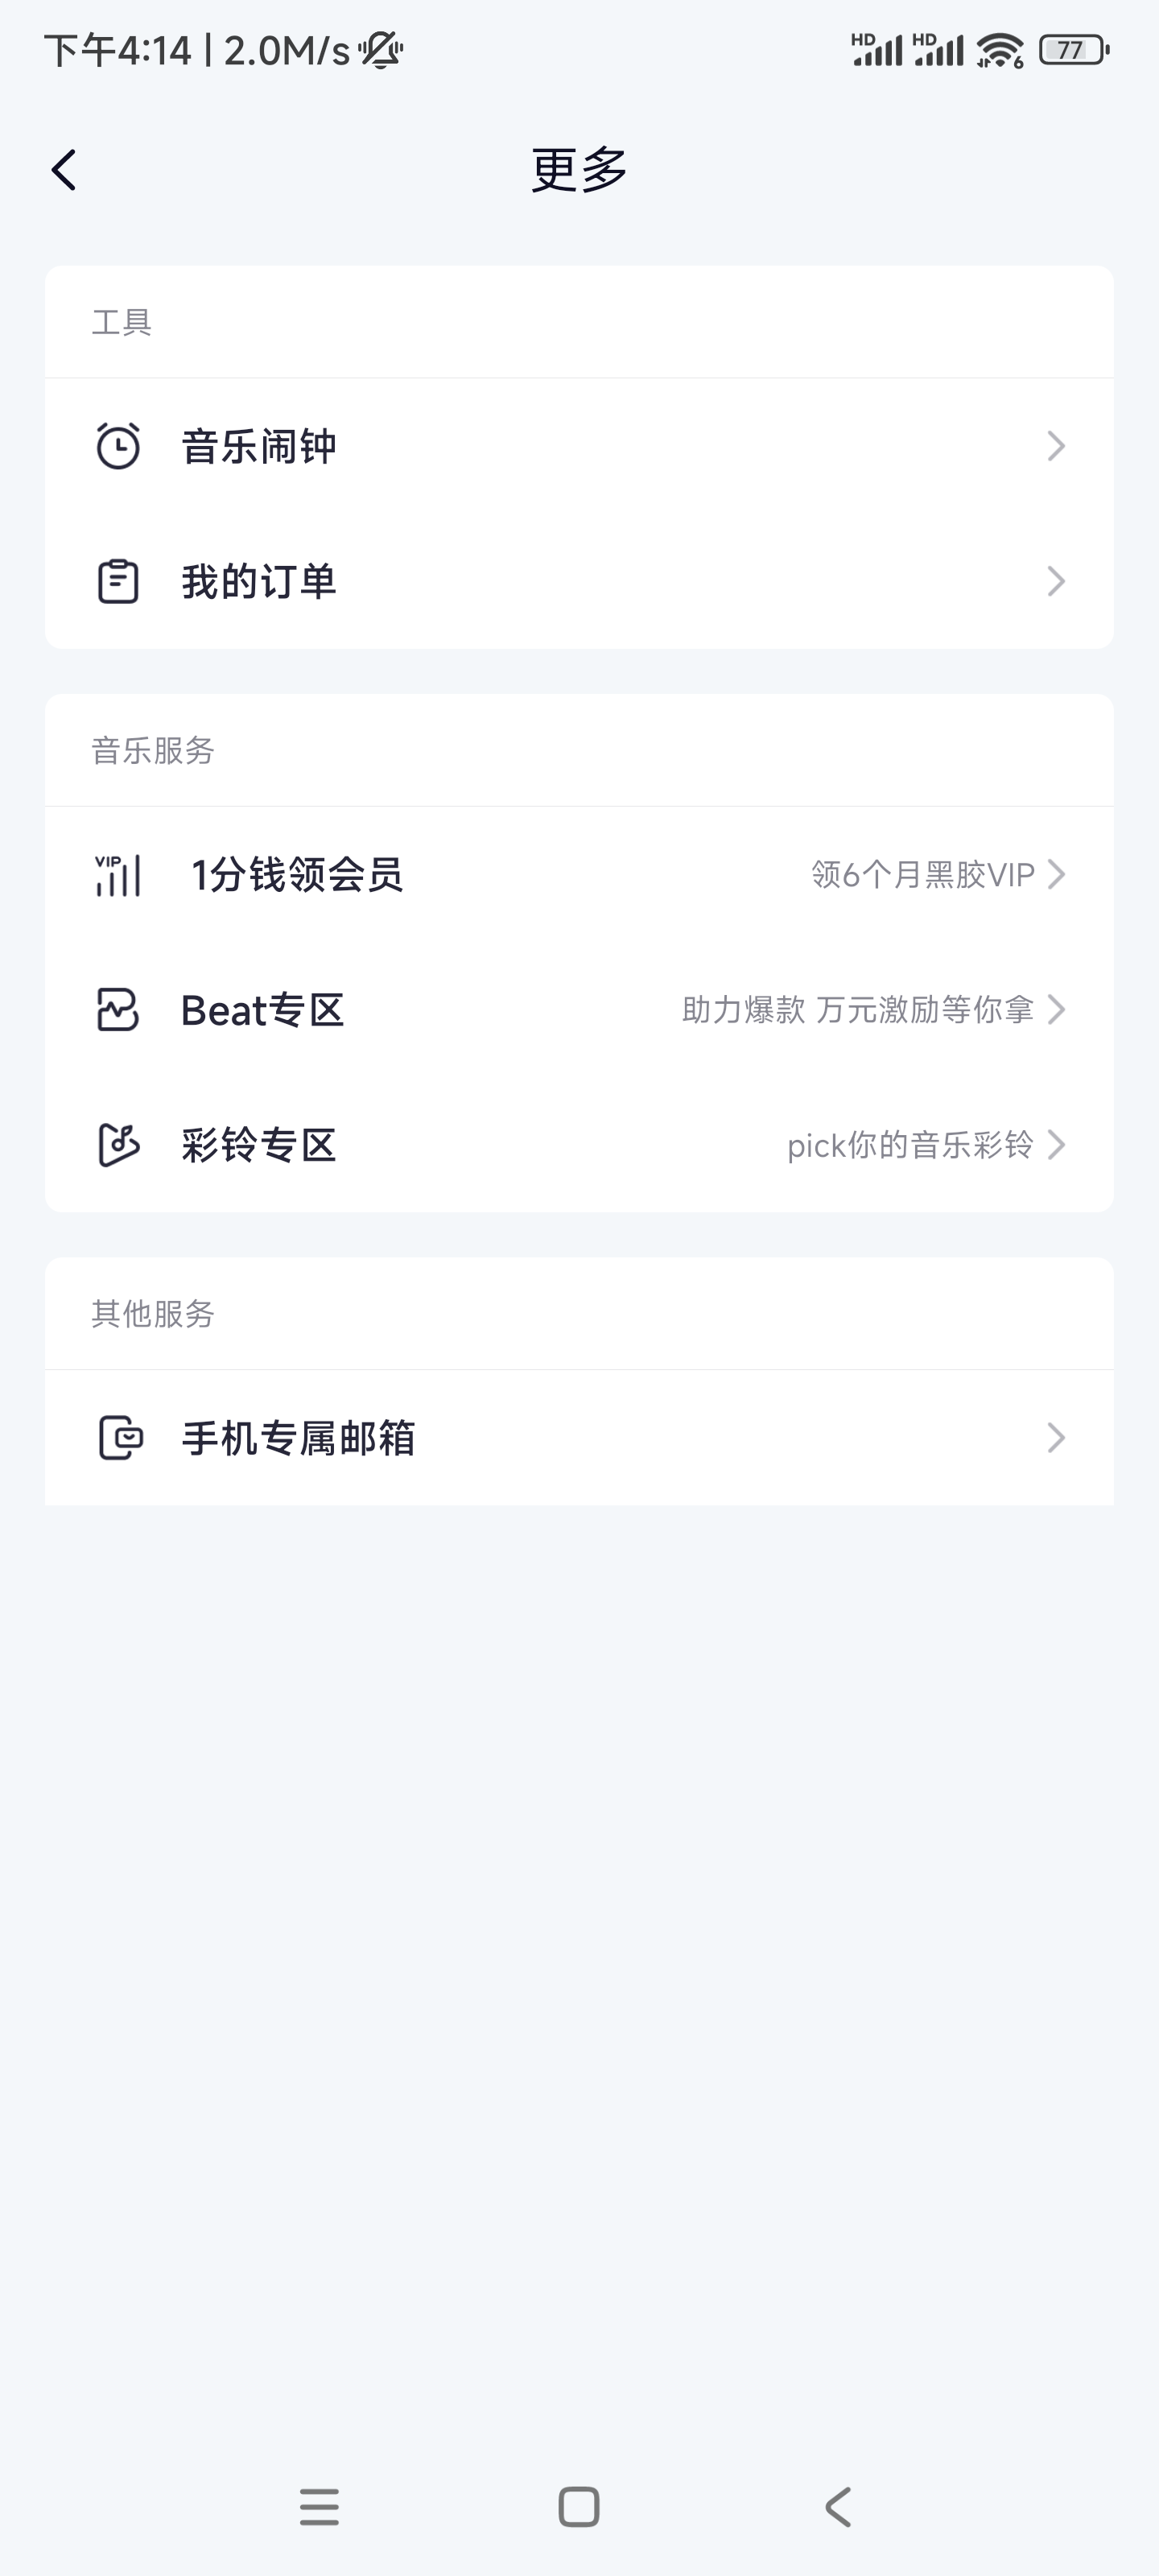 下午4:14 | 2.0M/s
HD HD 6 77
更多
工具
音乐闹钟
我的订单
音乐服务
VIP 1分钱领会员 领6个月黑胶VIP
Beat专区 助力爆款 万元激励等你拿
彩铃专区 pick你的音乐彩铃
其他服务
手机专属邮箱